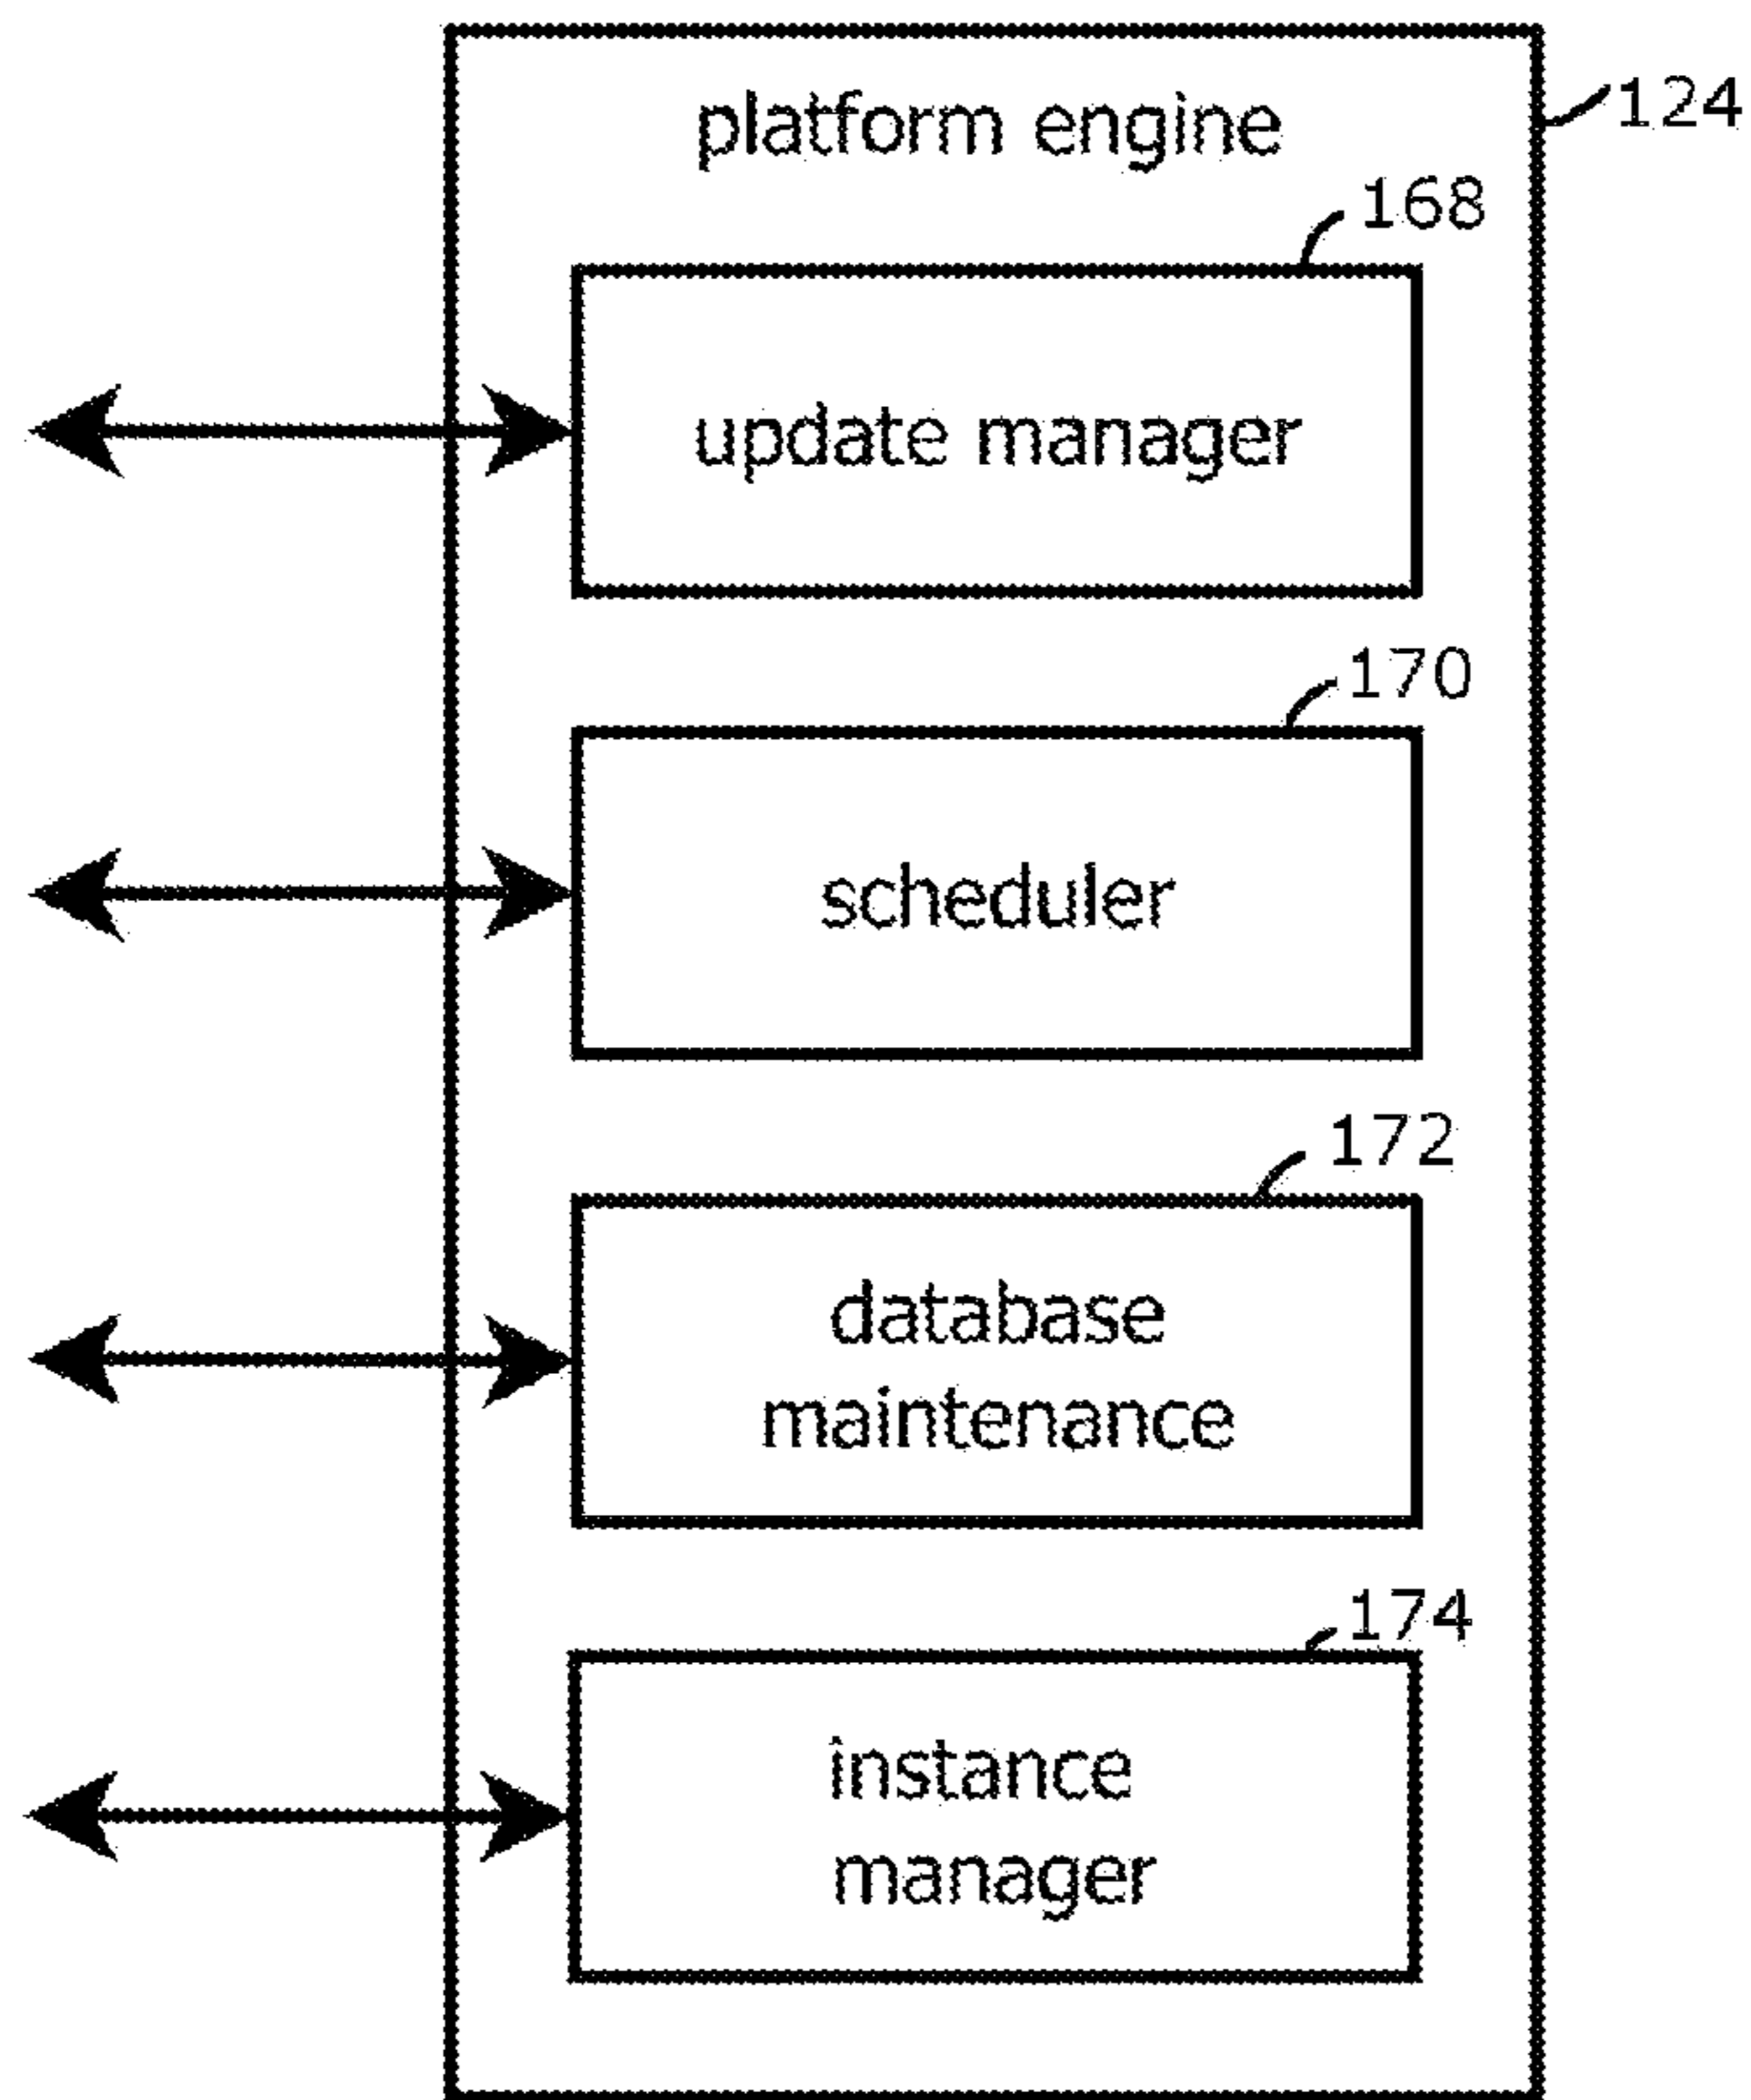 124
platform engine
168
update manager
170
scheduler
172
database
maintenance
174
instance
manager